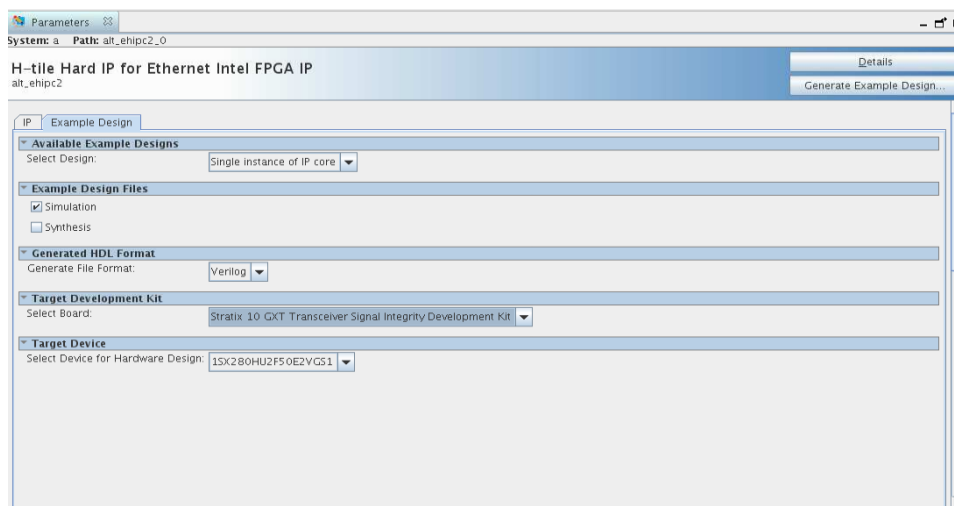 Parameters
System: a Path: alt_ehipc2_0
H-tile Hard IP for Ethernet Intel FPGA IP
alt_ehipc2
Details
Generate Example Design...
IP Example Design
Available Example Designs
Select Design: Single instance of IP core
Example Design Files
Simulation
Synthesis
Generated HDL Format
Generate File Format: Verilog
Target Development Kit
Select Board: Stratix 10 GXT Transceiver Signal Integrity Development Kit
Target Device
Select Device for Hardware Design: 1SX280HU2F50E2VGS1